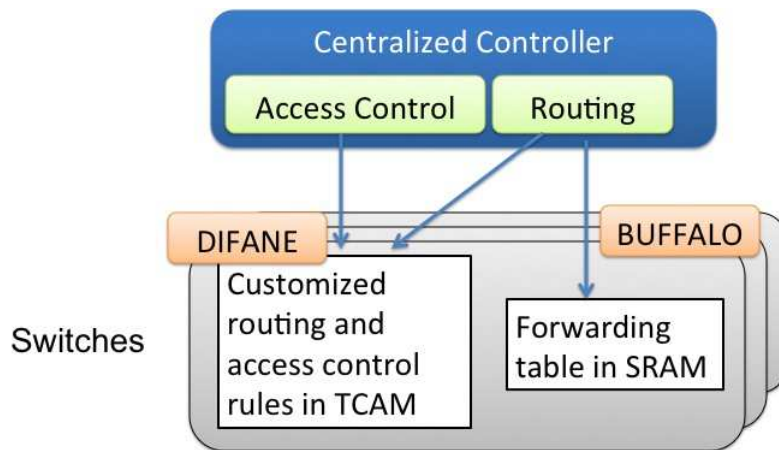 Centralized Controller
Access Control
Routing
DIFANE
BUFFALO
Customized
routing and
access control
rules in TCAM
Forwarding
table in SRAM
Switches